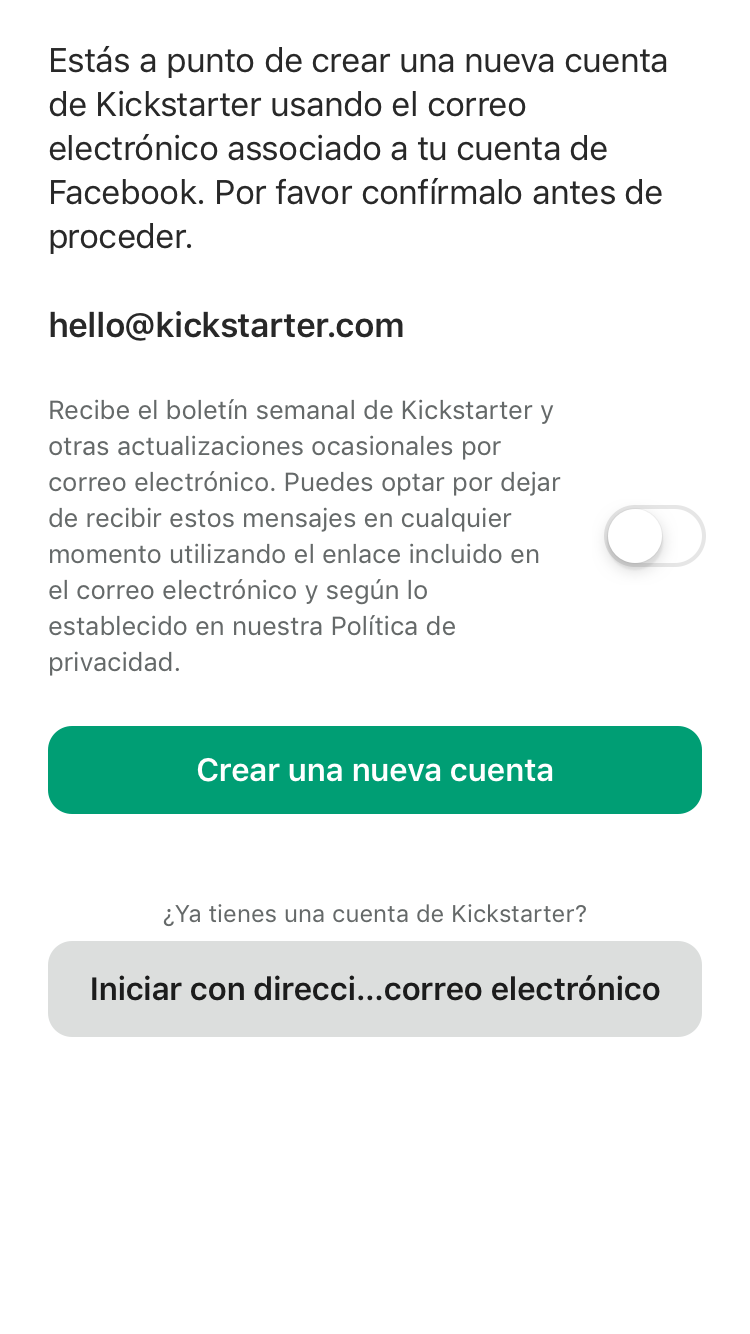 Estás a punto de crear una nueva cuenta
de Kickstarter usando el correo
electrónico associado a tu cuenta de
Facebook. Por favor confírmalo antes de
proceder.
hello@kickstarter.com
Recibe el boletín semanal de Kickstarter y
otras actualizaciones ocasionales por
correo electrónico. Puedes optar por dejar
de recibir estos mensajes en cualquier
momento utilizando el enlace incluido en
el correo electrónico y según lo
establecido en nuestra Política de
privacidad.
Crear una nueva cuenta
¿Ya tienes una cuenta de Kickstarter?
Iniciar con direcci...correo electrónico